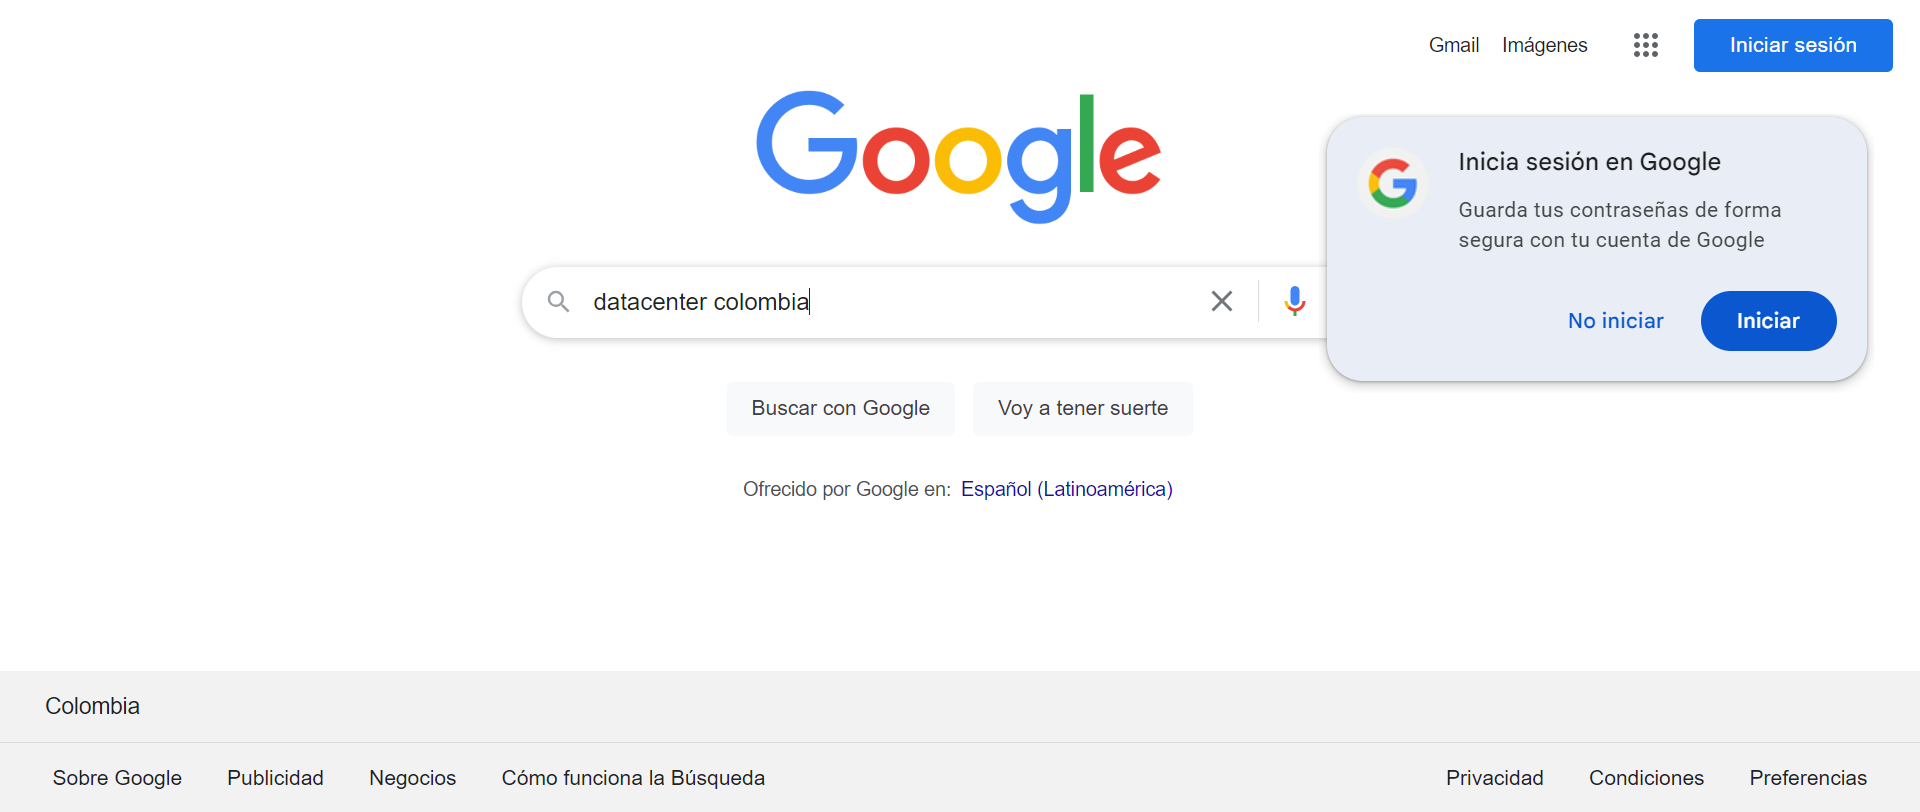 Gmail
Imágenes
Iniciar sesión
Google
Inicia sesión en Google
Guarda tus contraseñas de forma
segura con tu cuenta de Google
No iniciar
Iniciar
datacenter colombia
Buscar con Google
Voy a tener suerte
Ofrecido por Google en: Español (Latinoamérica)
Colombia
Sobre Google
Publicidad
Negocios
Cómo funciona la Búsqueda
Privacidad
Condiciones
Preferencias